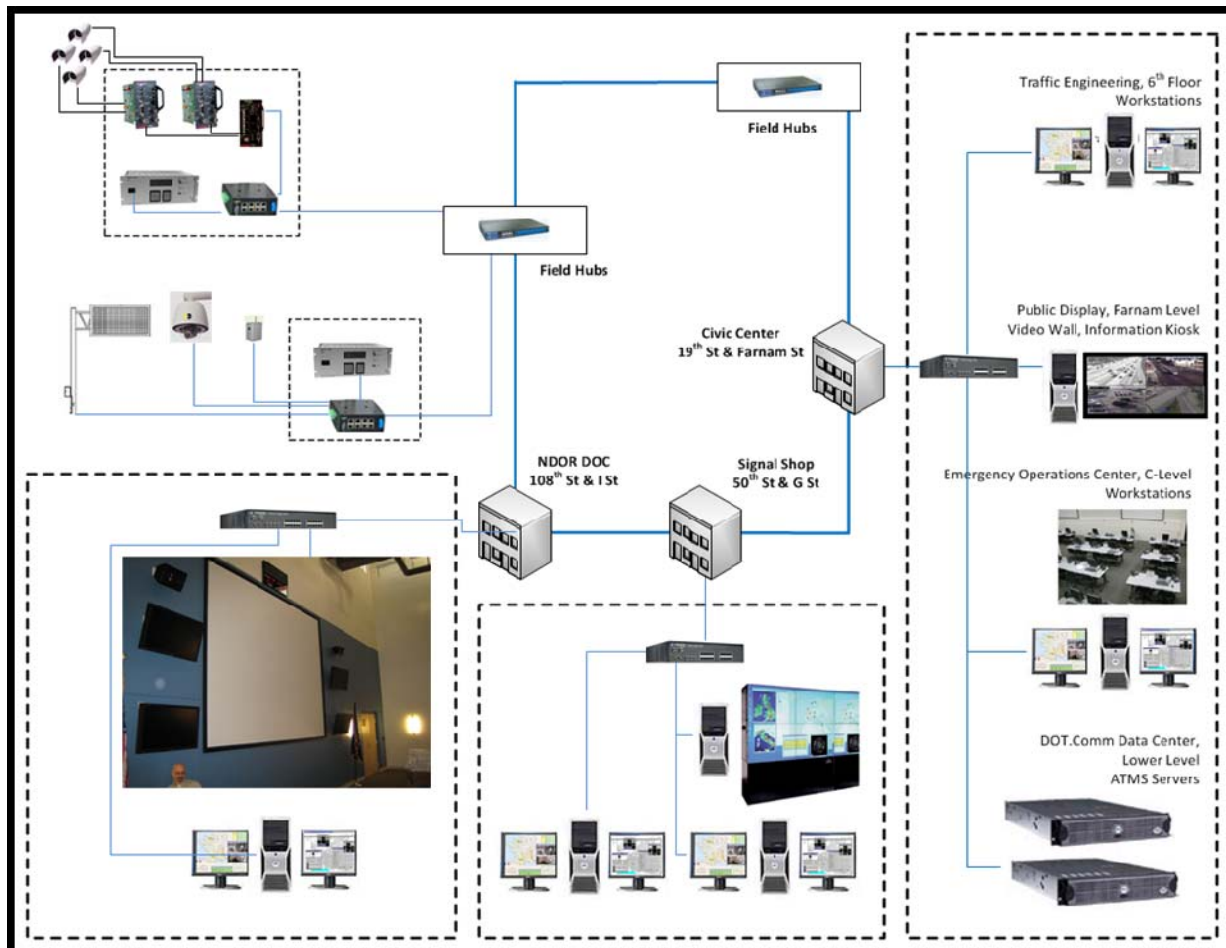 Traffic Engineering, 6th Floor
Workstations
Field Hubs
Field Hubs
Public Display, Farnam Level
Video Wall, Information Kiosk
Civic Center
19th St & Farnam St
NDOR DOC
108th St & I St
Signal Shop
50th St & G St
Emergency Operations Center, C-Level
Workstations
DOT.Comm Data Center,
Lower Level
ATMS Servers